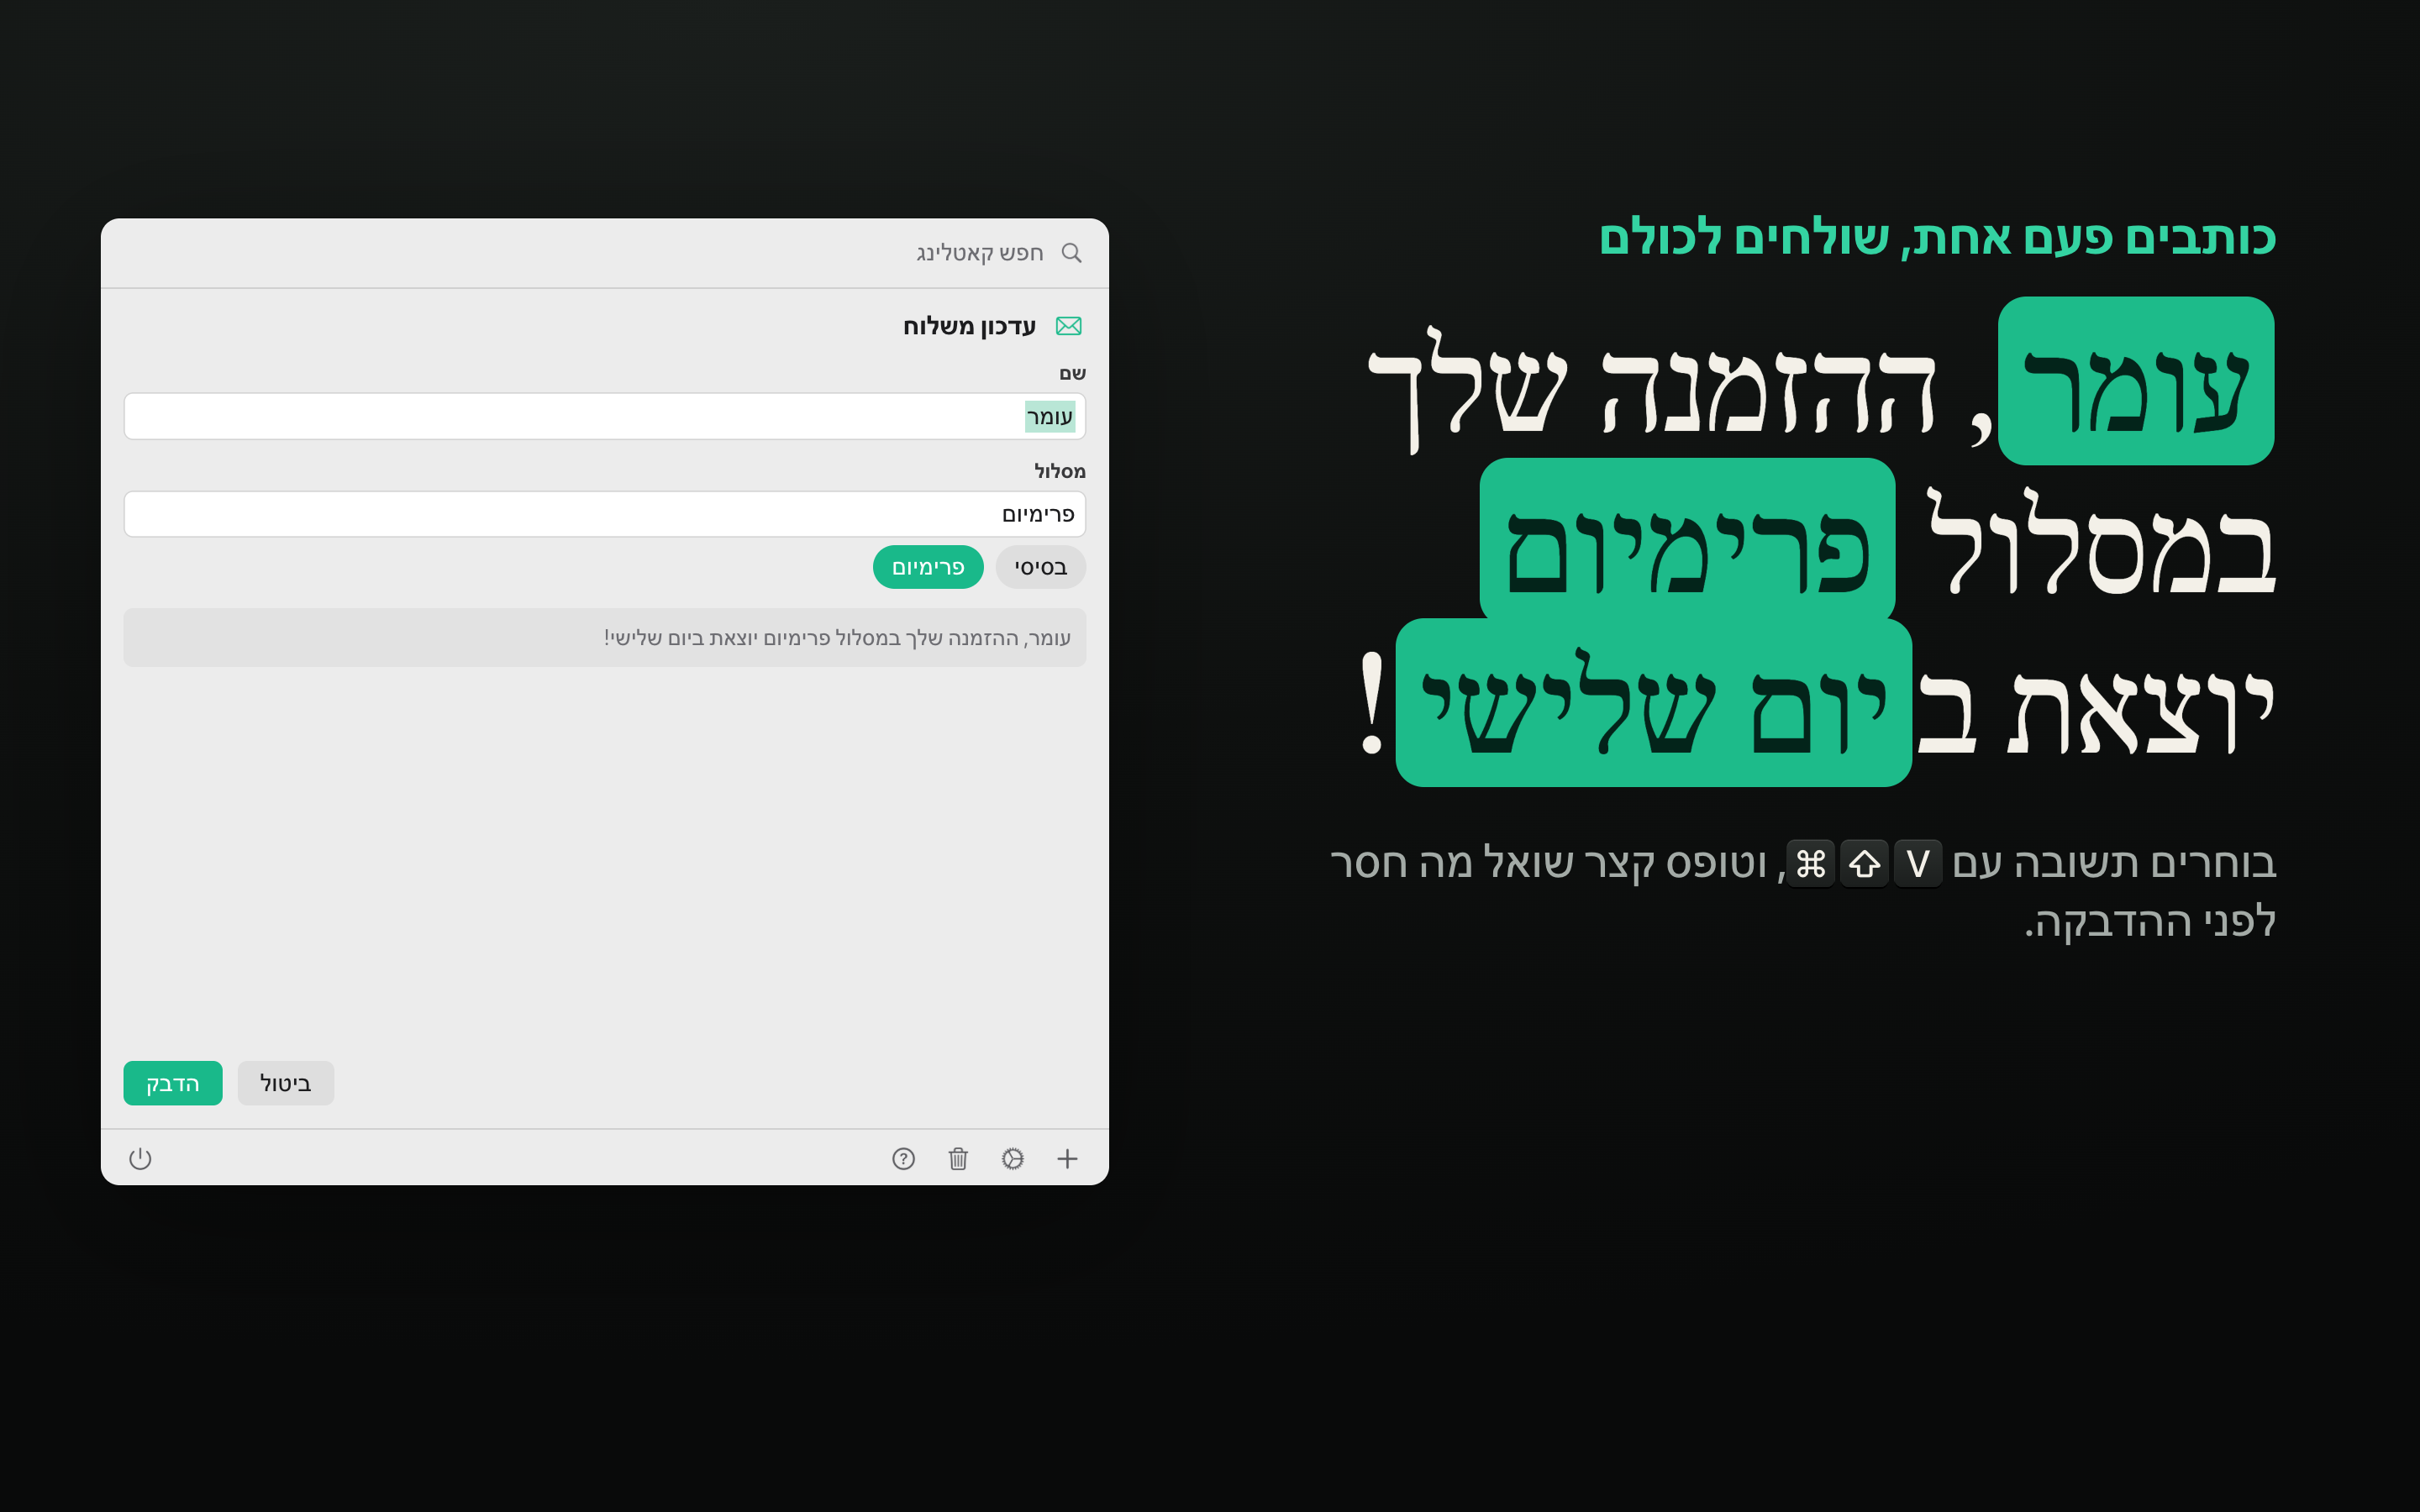 כותבים פעם אחת, שולחים לכולם
עומר, ההזמנה שלך
במסלול פרימיום
יוצאת ביום שלישי!
בוחרים תשובה עם ⌘⇧V, וטופס קצר שואל מה חסר
לפני ההדבקה.
חפש קאטלינג
עדכון משלוח
שם
עומר
מסלול
פרימיום
בסיסי פרימיום
עומר, ההזמנה שלך במסלול פרימיום יוצאת ביום שלישי!
ביטול הדבק